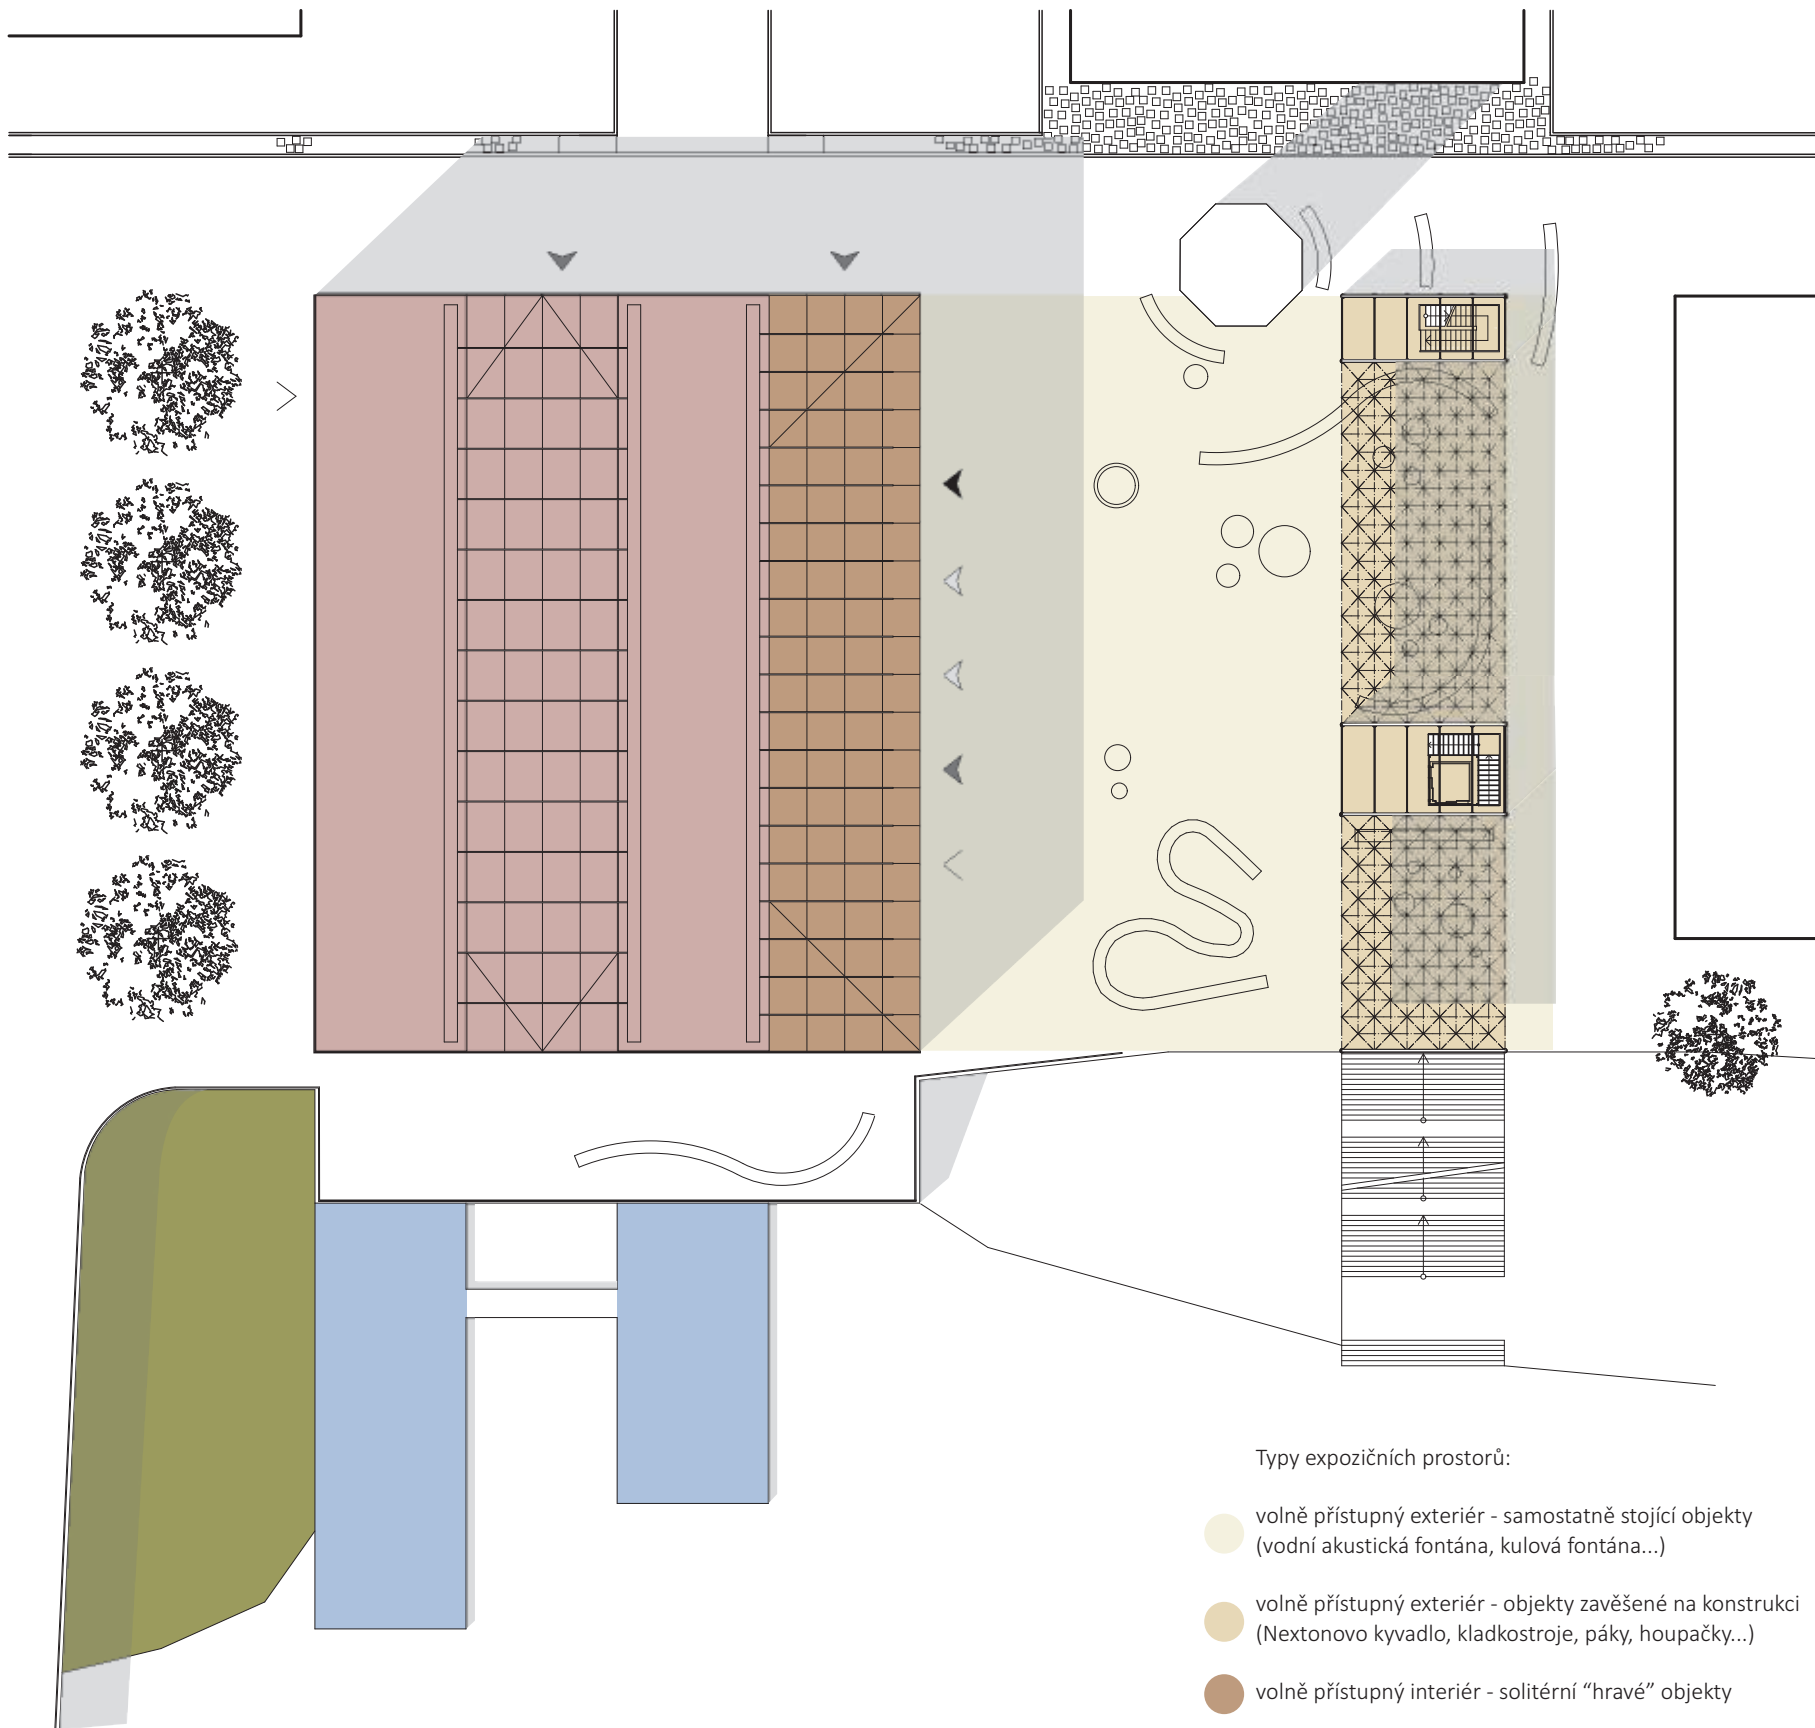 Typy expozičních prostorů:
volně přístupný exteriér - samostatně stojící objekty
(vodní akustická fontána, kulová fontána...)
volně přístupný exteriér - objekty zavěšené na konstrukci
(Nextonovo kyvadlo, kladkostroje, páky, houpačky...)
volně přístupný interiér - solitérní “hravé” objekty